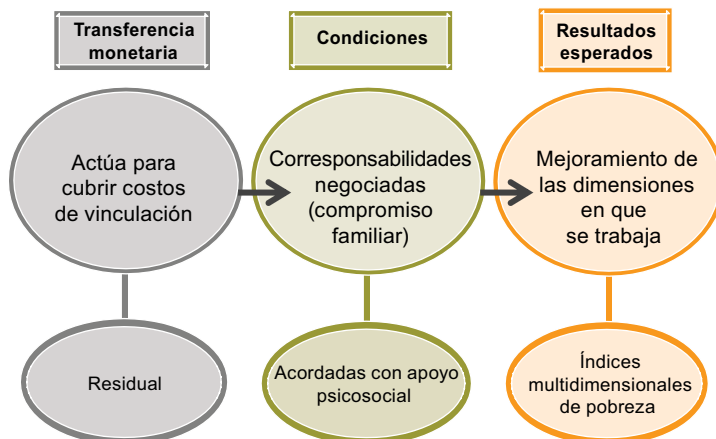 Transferencia
monetaria
Condiciones
Resultados
esperados
Actúa para
cubrir costos
de vinculación
Corresponsabilidades
negociadas
(compromiso
familiar)
Mejoramiento de
las dimensiones
en que
se trabaja
Residual
Acordadas con apoyo
psicosocial
Índices
multidimensionales
de pobreza